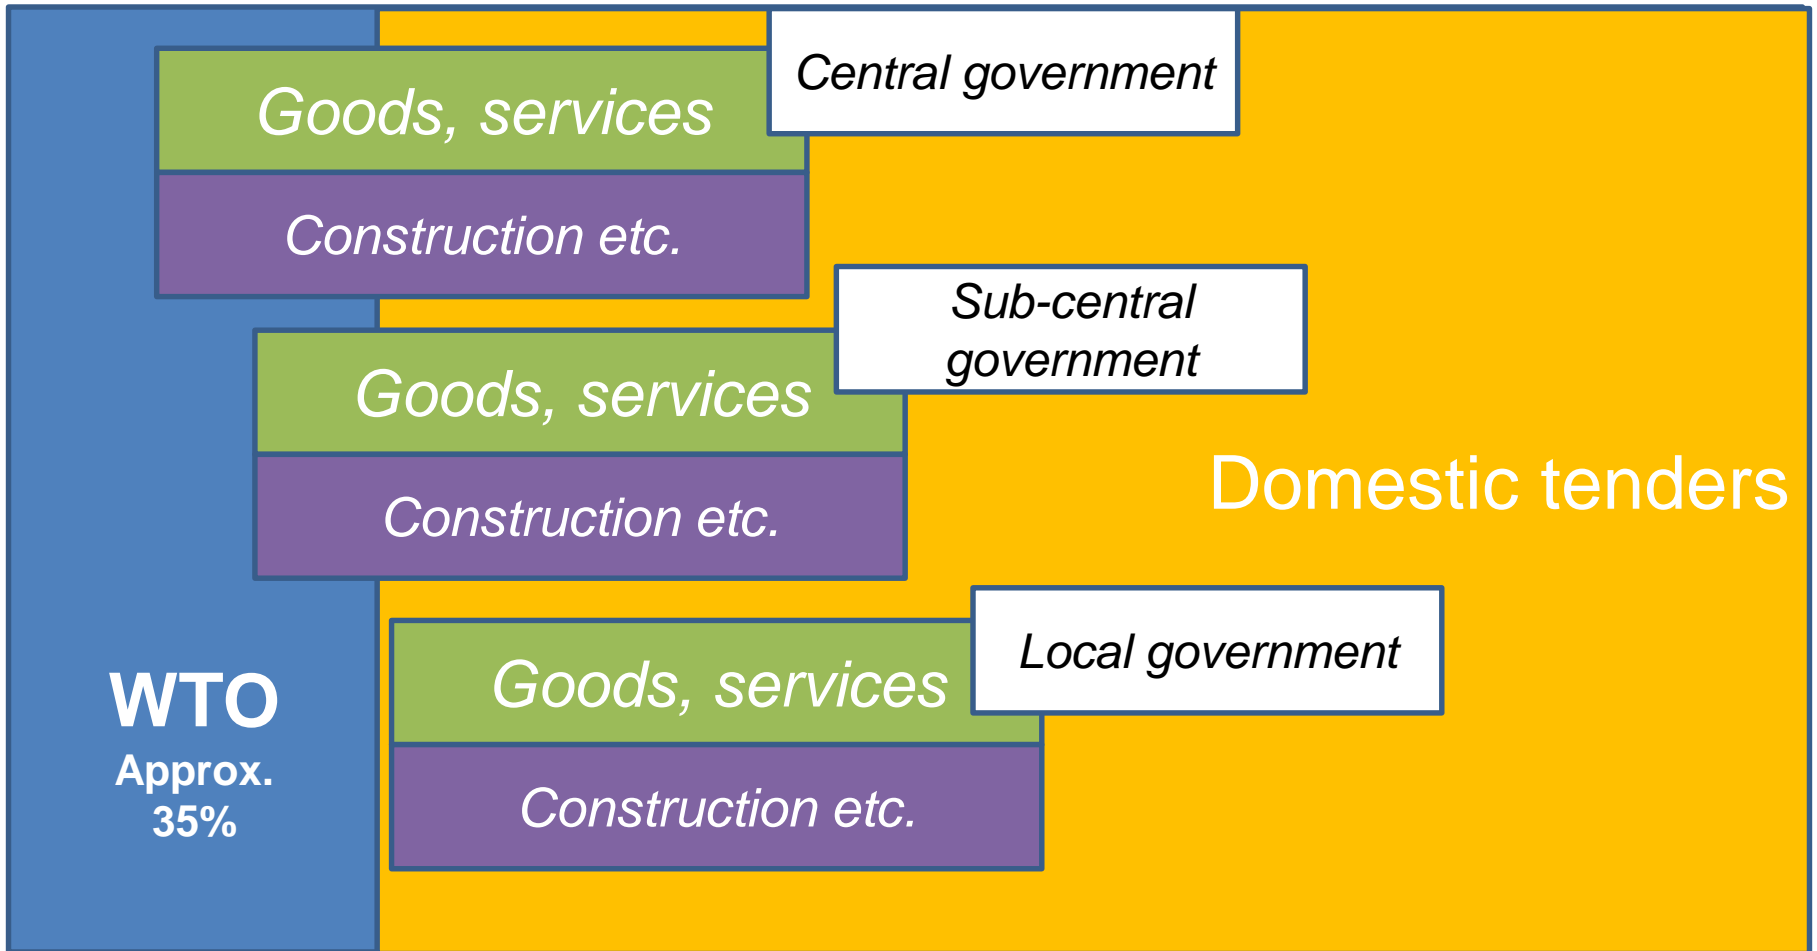 Central government
Goods, services
Construction etc.
Sub-central
government
Goods, services
Construction etc.
Domestic tenders
Local government
Goods, services
Construction etc.
WTO
Approx.
35%